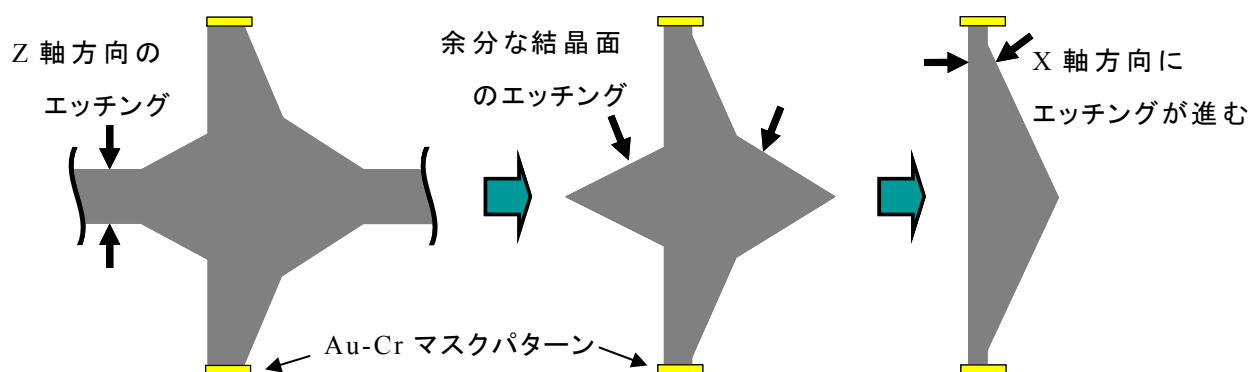 Z 軸方向の
エッチング
余分な結晶面
のエッチング
X 軸方向に
エッチングが進む
Au-Cr マスクパターン